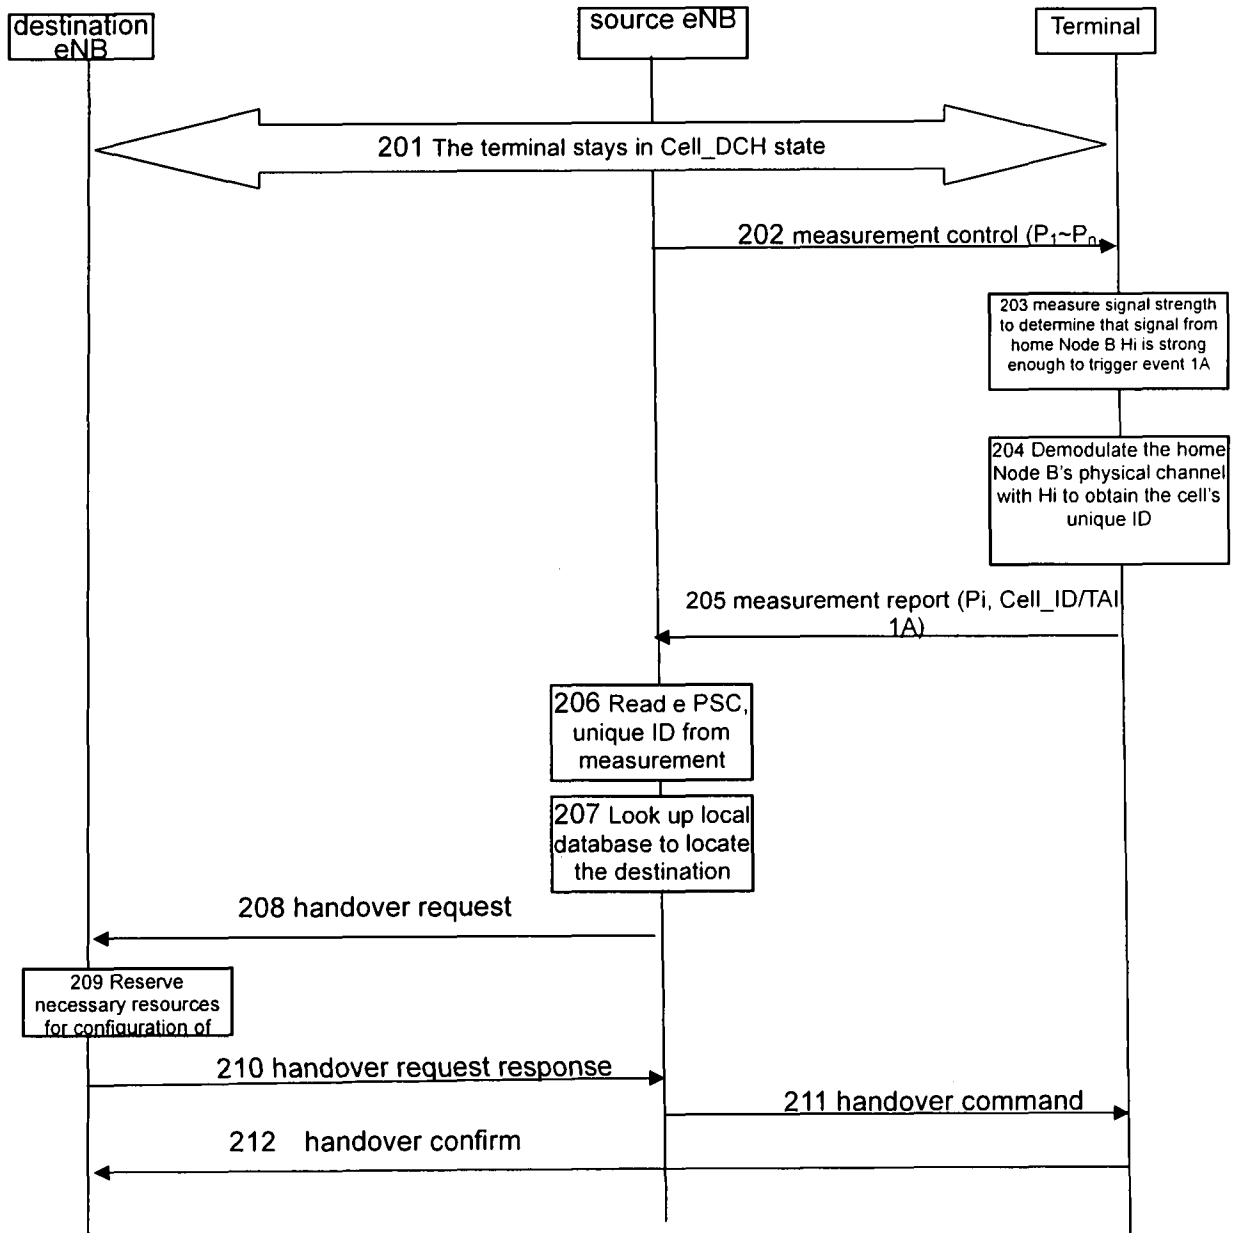 destination
eNB
source eNB
Terminal
201 The terminal stays in Cell_DCH state
202 measurement control (P1~Pn
203 measure signal strength
to determine that signal from
home Node B Hi is strong
enough to trigger event 1A
204 Demodulate the home
Node B's physical channel
with Hi to obtain the cell's
unique ID
205 measurement report (Pi, Cell_ID/TAI
1A)
206 Read e PSC,
unique ID from
measurement
207 Look up local
database to locate
the destination
208 handover request
209 Reserve
necessary resources
for configuration of
210 handover request response
211 handover command
212 handover confirm